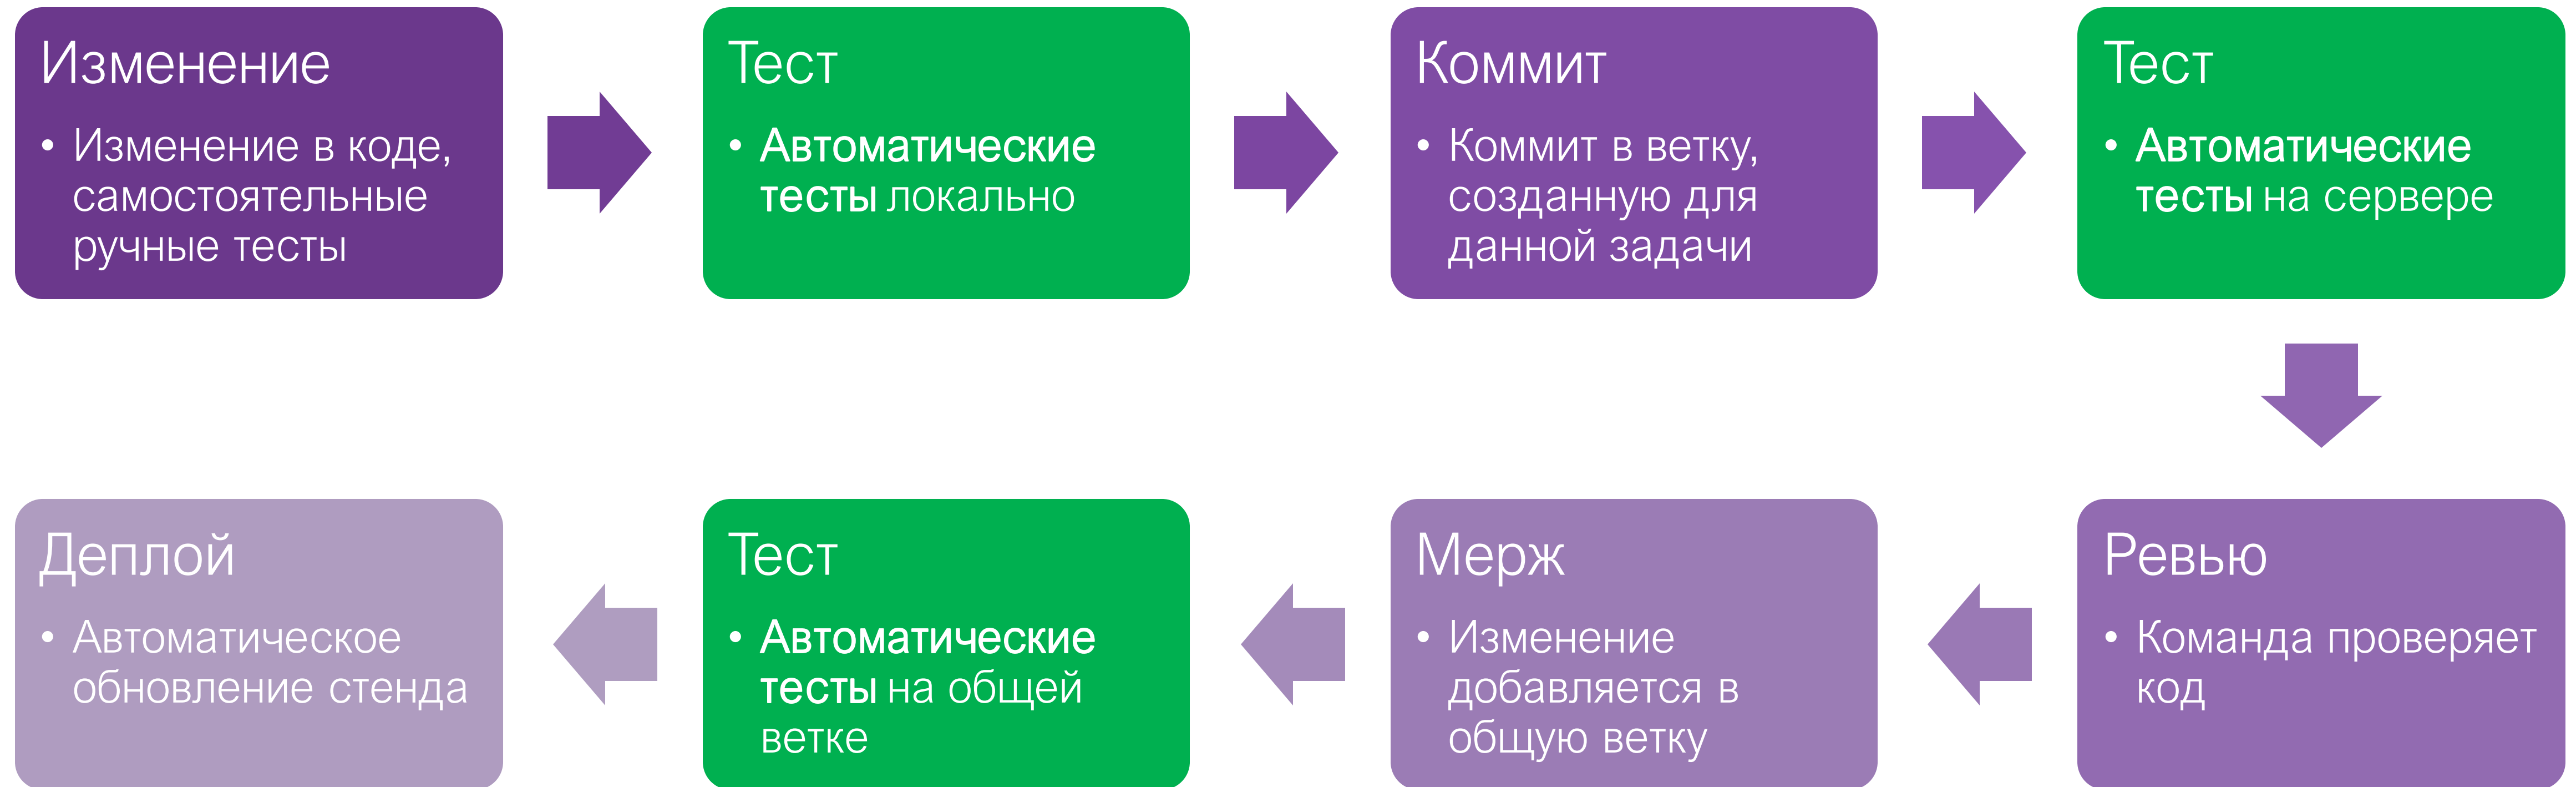 Изменение
• Изменение в коде,
самостоятельные
ручные тесты
Тест
• Автоматические
тесты локально
Коммит
• Коммит в ветку,
созданную для
данной задачи
Тест
• Автоматические
тесты на сервере
Ревью
• Команда проверяет
код
Мерж
• Изменение
добавляется в
общую ветку
Тест
• Автоматические
тесты на общей
ветке
Деплой
• Автоматическое
обновление стенда